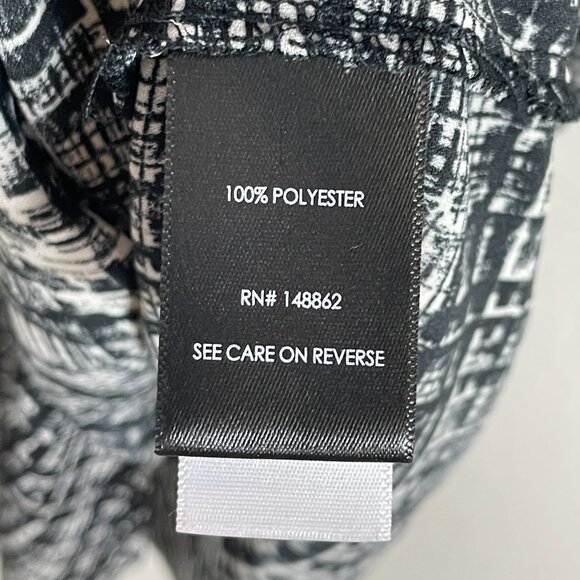 100% POLYESTER
RN# 148862
SEE CARE ON REVERSE